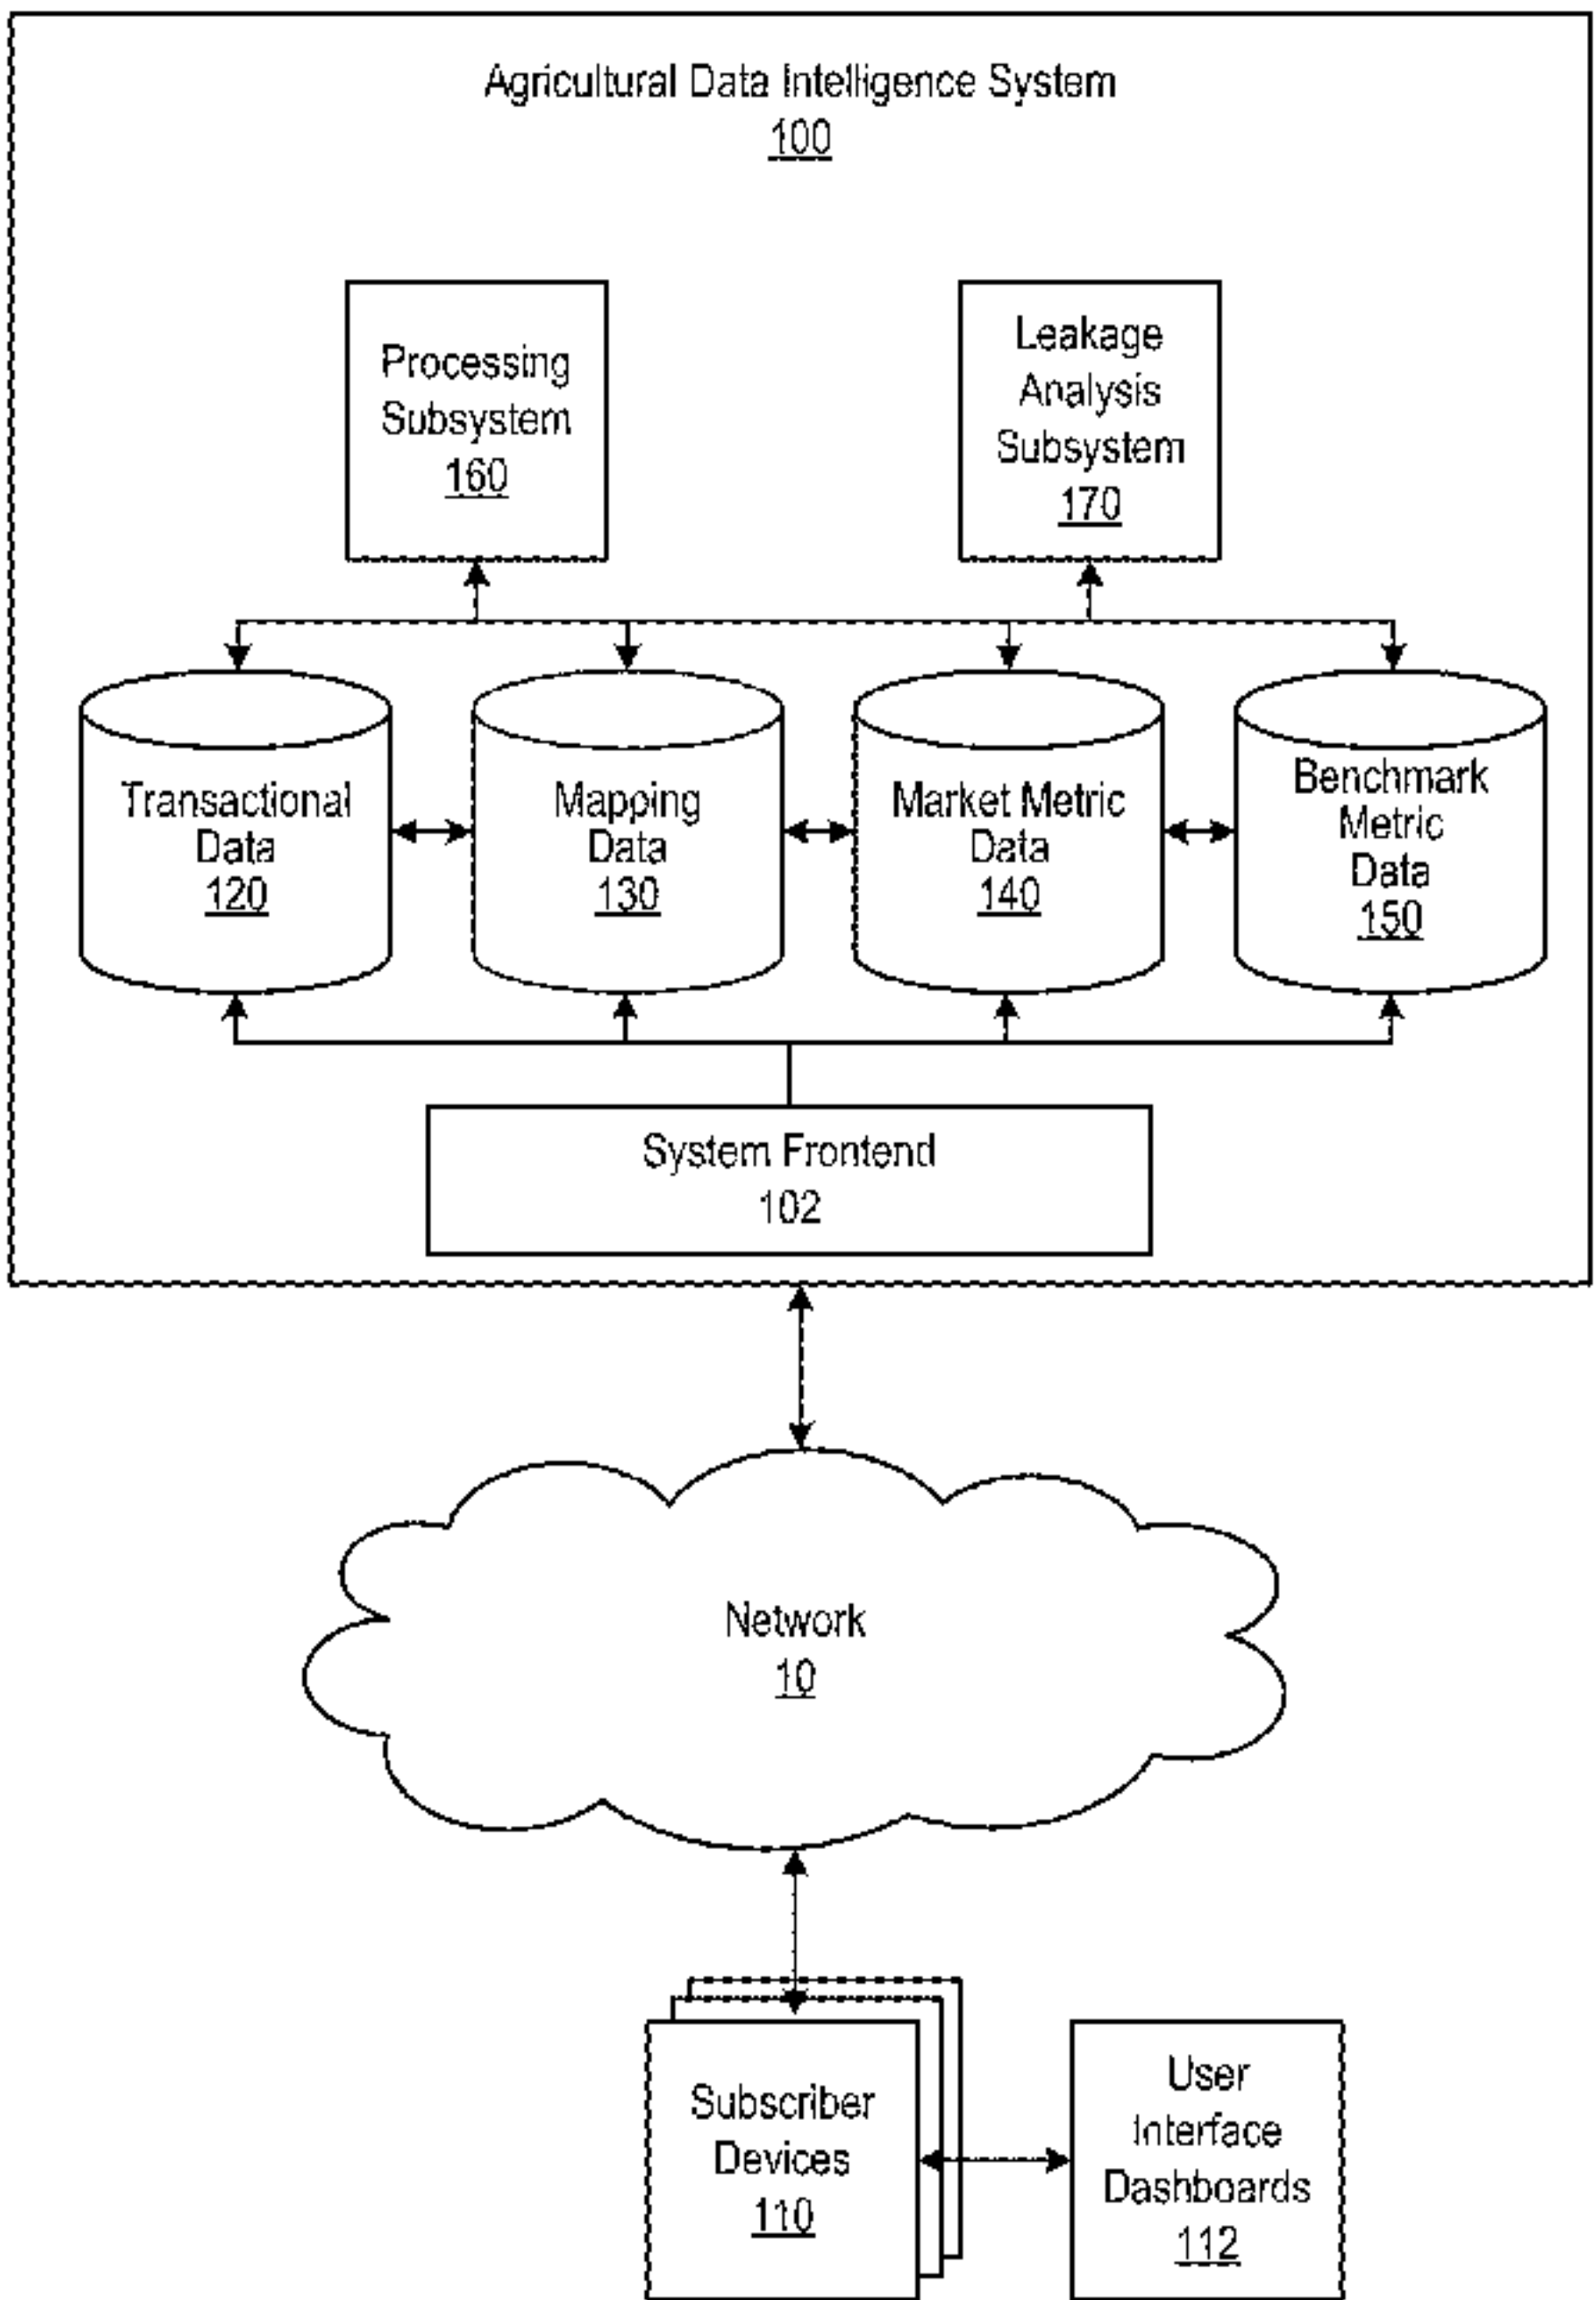 Agricultural Data Intelligence System
100
Processing
Subsystem
160
Leakage
Analysis
Subsystem
170
Transactional
Data
120
Mapping
Data
130
Market Metric
Data
140
Benchmark
Metric
Data
150
System Frontend
102
Network
10
Subscriber
Devices
110
User
Interface
Dashboards
112